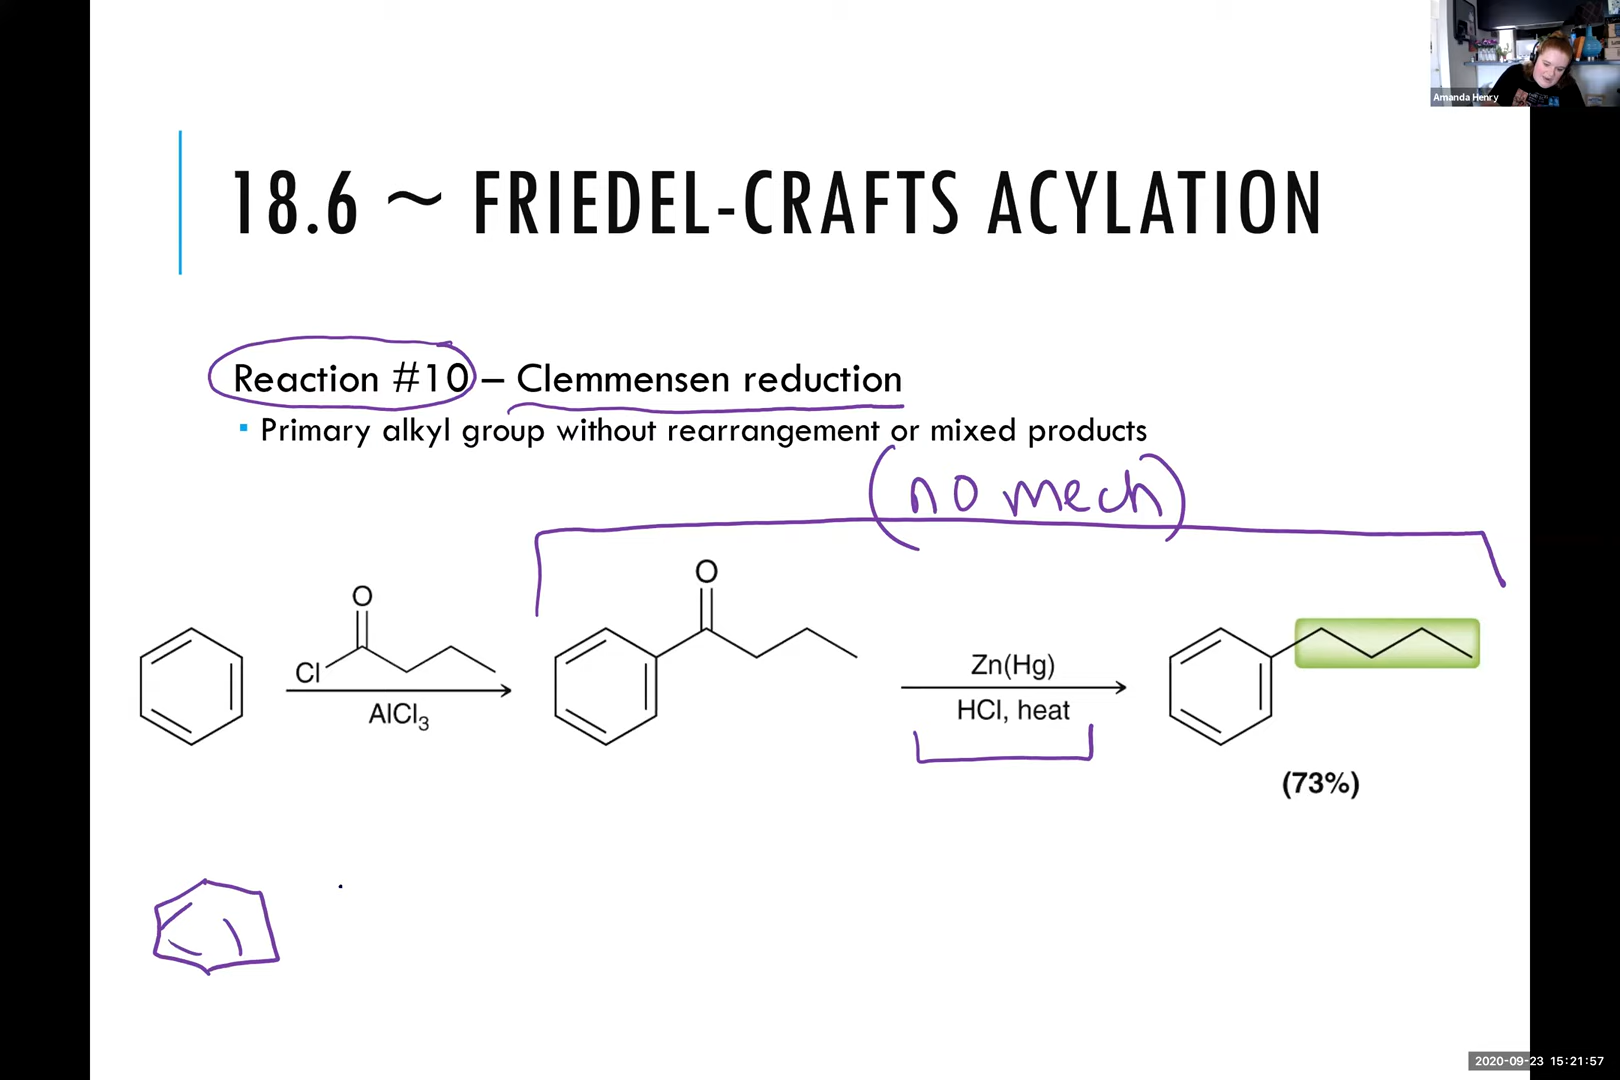 Amanda Henry
18.6 ~ FRIEDEL-CRAFTS ACYLATION
Reaction #10 – Clemmensen reduction
▪ Primary alkyl group without rearrangement or mixed products
(no mech)
O
Cl
AlCl₃
O
Zn(Hg)
HCl, heat
(73%)
2020-09-23 15:21:57